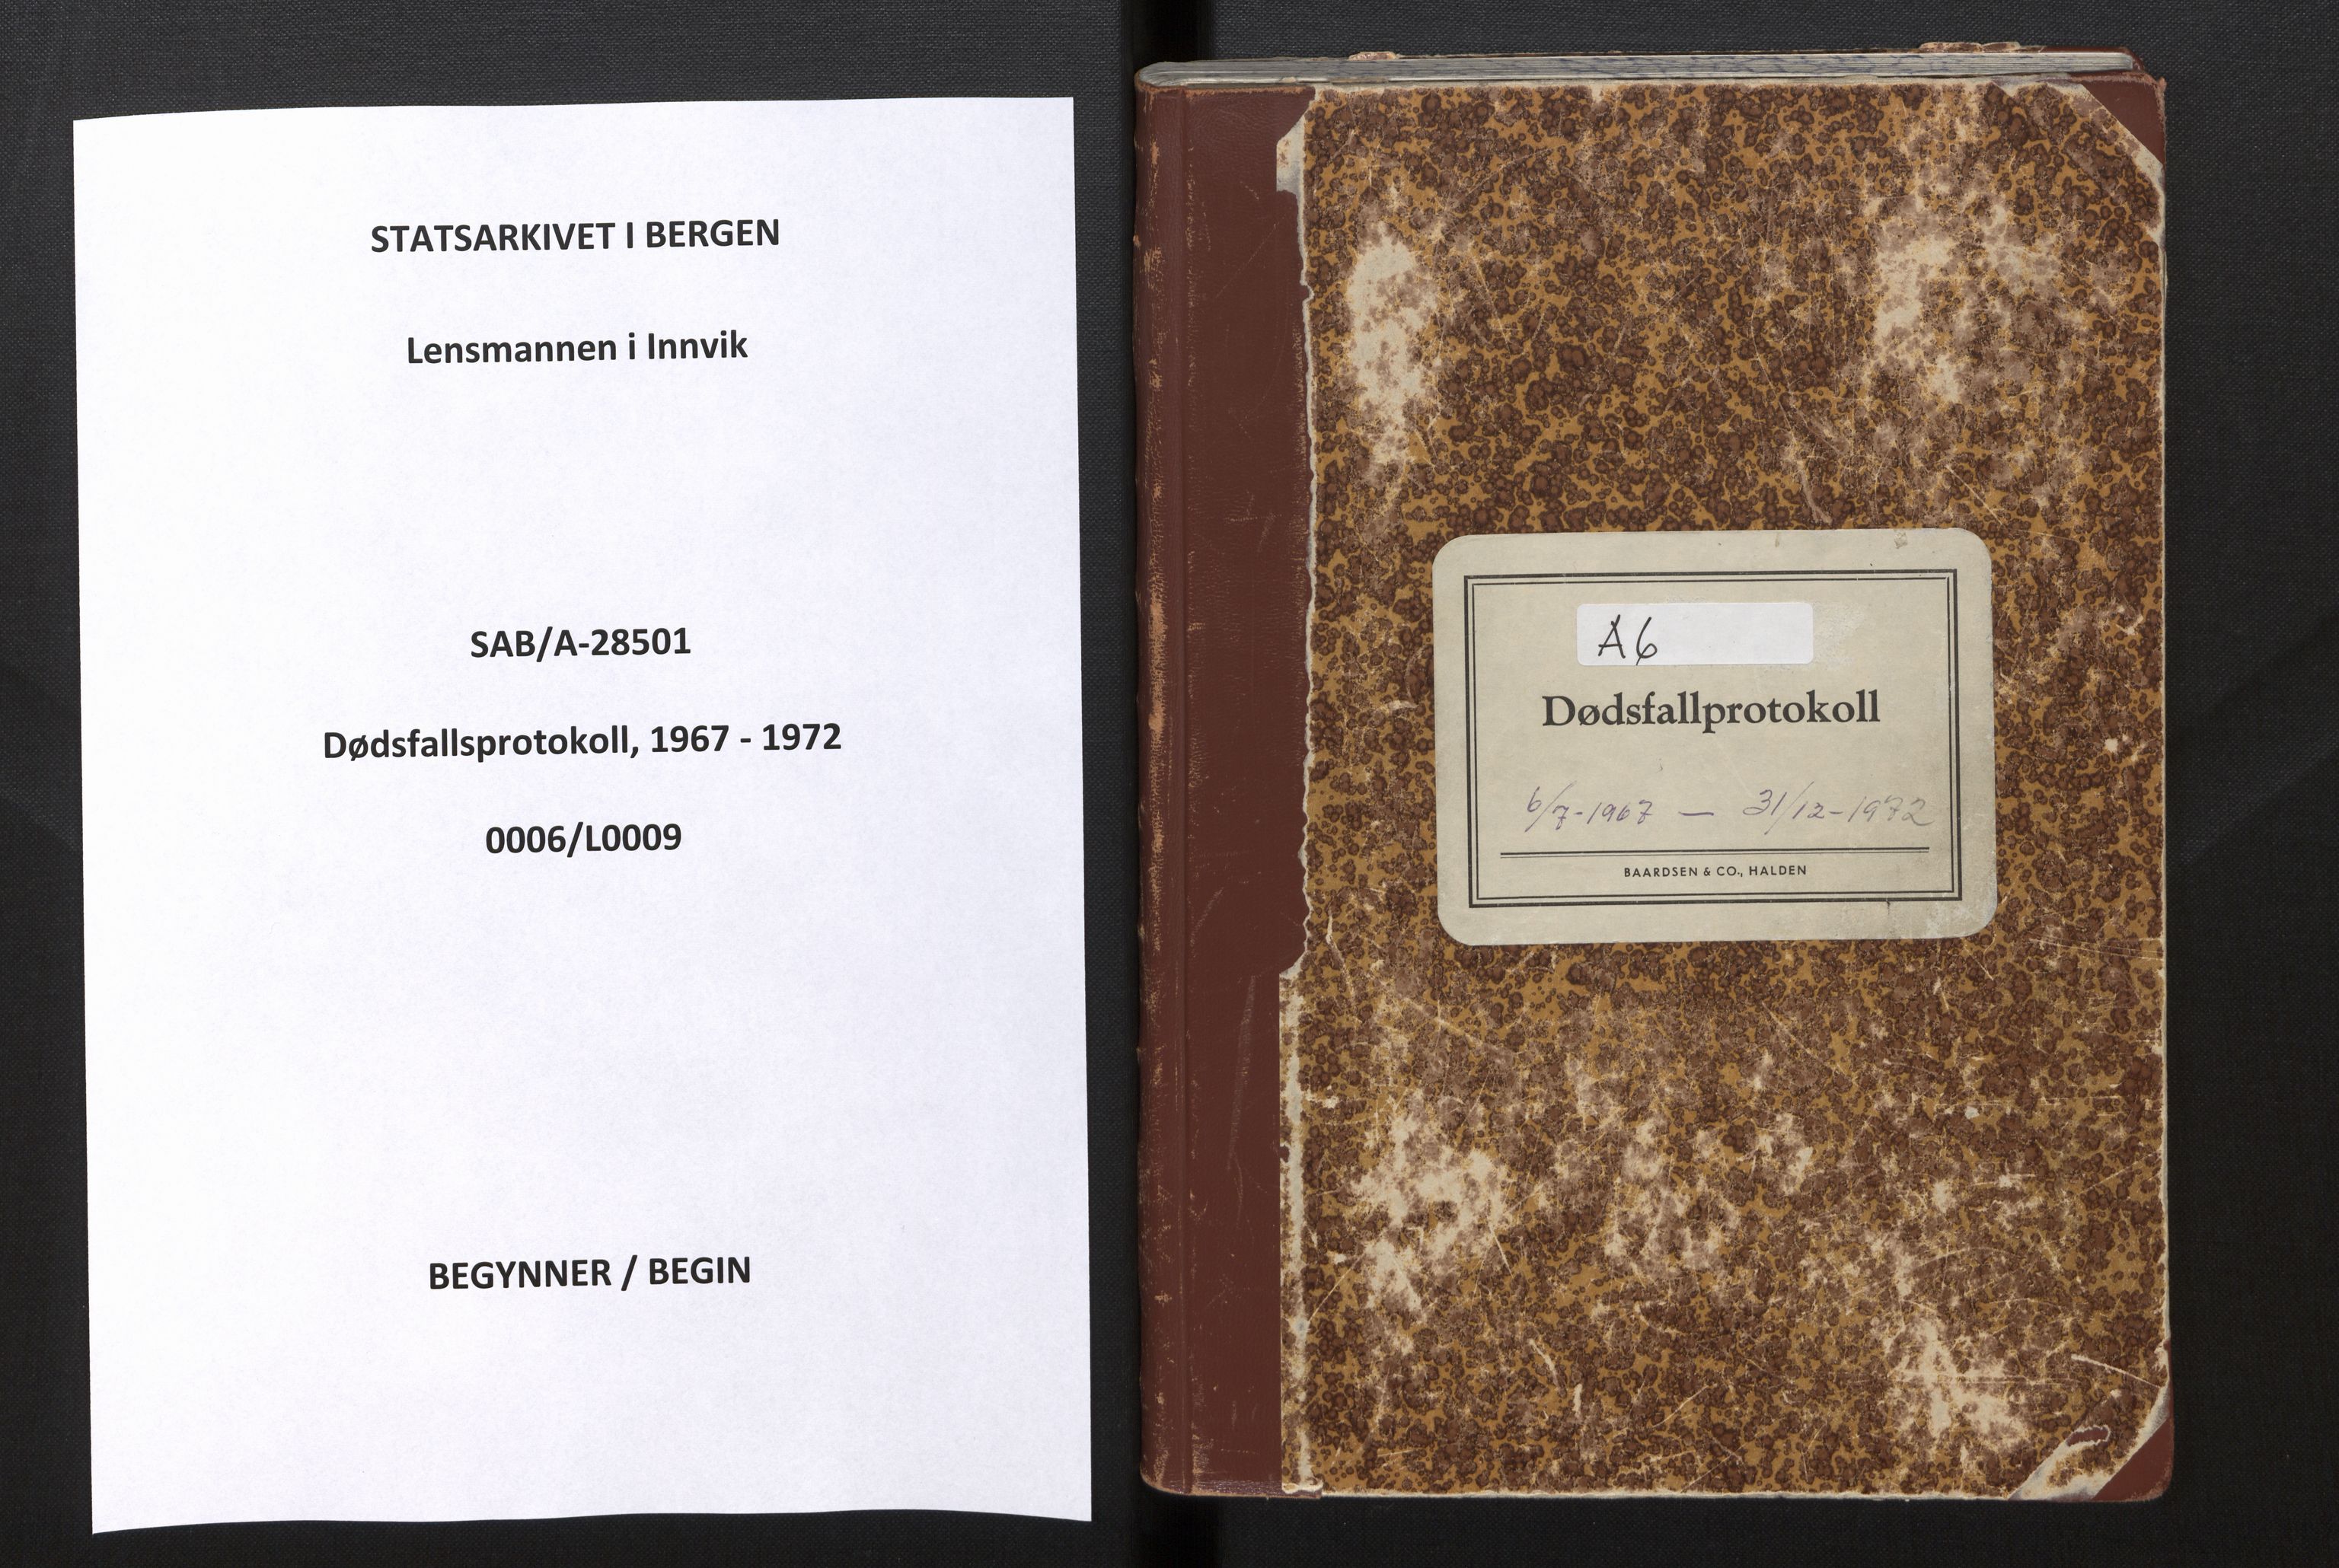 STATSARKIVET I BERGEN
Lensmannen i Innvik
SAB/A-28501
Dødsfallsprotokoll, 1967 - 1972
0006/L0009
BEGYNNER / BEGIN
A6
Dødsfallprotokoll
6/7-1967 — 31/12-1972
BAARDSEN & CO., HALDEN